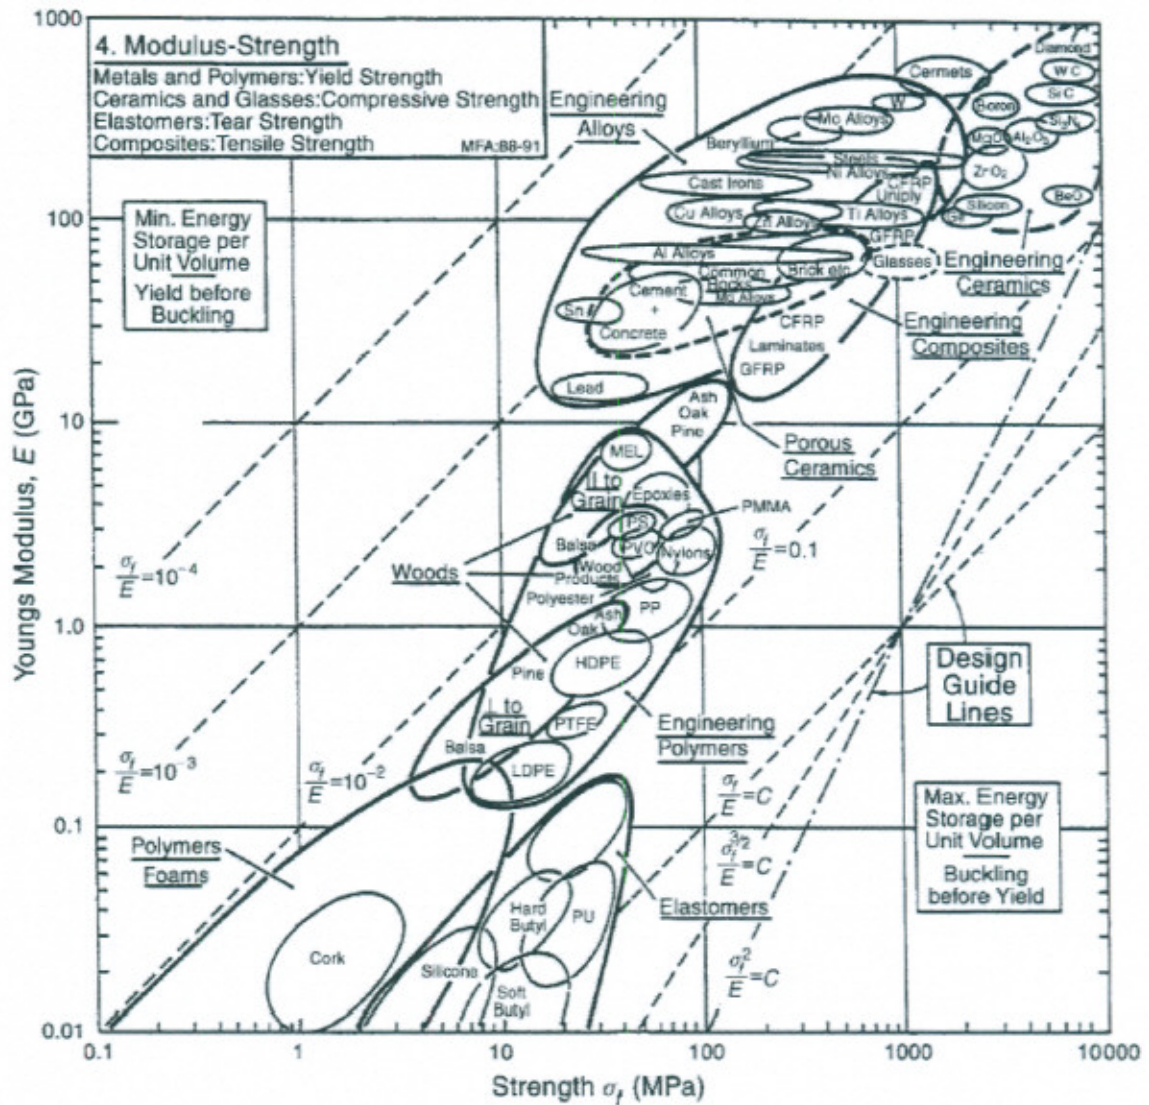 1000
4. Modulus-Strength
Metals and Polymers:Yield Strength
Ceramics and Glasses:Compressive Strength
Elastomers:Tear Strength
Composites:Tensile Strength
MFA:88-91
Engineering
Alloys
Diamond
Cermets
W C
W
Boron
Si C
Mo Alloys
Si₃N₄
Beryllium
MgO
Al₂O₃
Steels
Ni Alloys
ZrO₂
Cast Irons
CFRP
Uniply
BeO
Silicon
Ge
100
Min. Energy
Storage per
Unit Volume
Yield before
Buckling
Cu Alloys
Zn Alloys
Ti Alloys
GFRP
Al Alloys
Glasses
Engineering
Ceramics
Common
Rocks
Brick etc
Cement
+
Concrete
Sn
CFRP
Laminates
GFRP
Engineering
Composites
Lead
Ash
Oak
Pine
10
Porous
Ceramics
MEL
|| to
Grain
Epoxies
PMMA
PS
Balsa
Nylons
Wood
Products
σf/E=0.1
Woods
σf/E=10⁻⁴
Polyester
PP
Ash
Oak
1.0
Pine
HDPE
Design
Guide
Lines
⊥ to
Grain
PTFE
Engineering
Polymers
Balsa
LDPE
σf/E=10⁻³
σf/E=10⁻²
σf/E=C
Max. Energy
Storage per
Unit Volume
Buckling
before Yield
0.1
Polymers
Foams
σf^3/2/E=C
Elastomers
Hard
Butyl
PU
Cork
Silicone
Soft
Butyl
σf²/E=C
0.01
0.1
1
10
100
1000
10000
Youngs Modulus, E (GPa)
Strength σf (MPa)